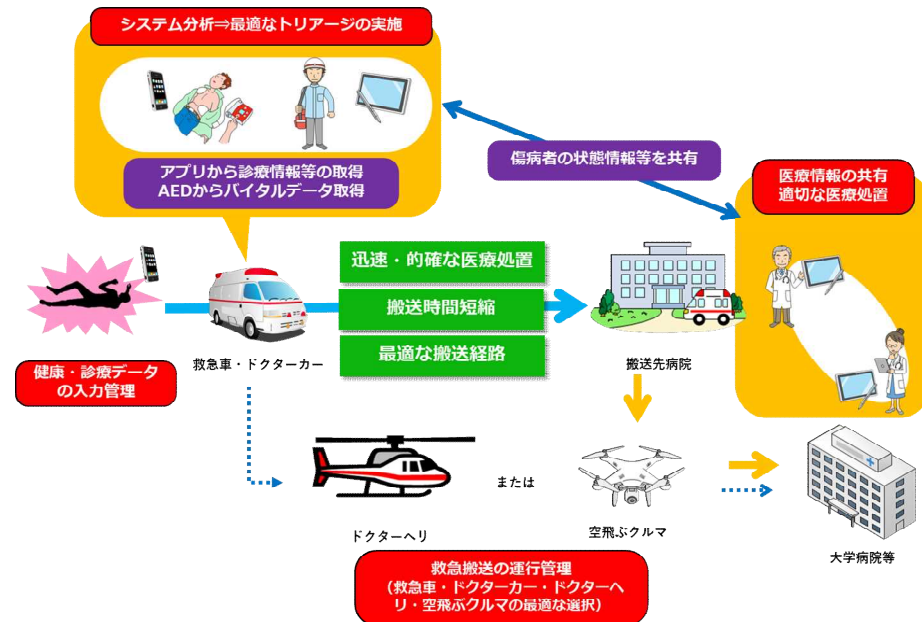 システム分析⇒最適なトリアージの実施
アプリから診療情報等の取得
AEDからバイタルデータ取得
傷病者の状態情報等を共有
医療情報の共有
適切な医療処置
迅速・的確な医療処置
搬送時間短縮
最適な搬送経路
健康・診療データ
の入力管理
救急車・ドクターカー
搬送先病院
または
ドクターヘリ
空飛ぶクルマ
大学病院等
救急搬送の運行管理
（救急車・ドクターカー・ドクターヘ
リ・空飛ぶクルマの最適な選択）